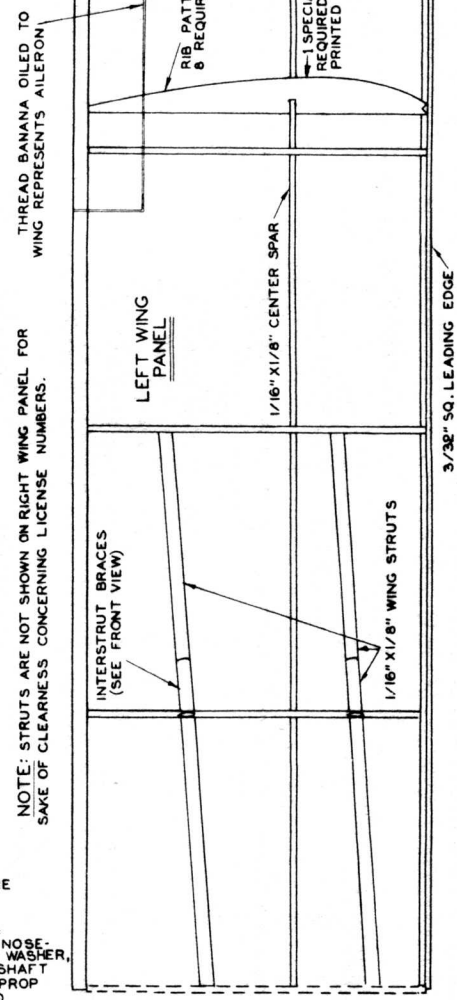 THREAD BANANA OILED TO
WING REPRESENTS AILERON
RIB
8
1
REQUIRED
PRINTED
NOTE: STRUTS ARE NOT SHOWN ON RIGHT WING PANEL FOR
SAKE OF CLEARNESS CONCERNING LICENSE NUMBERS.
LEFT WING
PANEL
1/16" X 1/8" CENTER SPAR
INTERSTRUT BRACES
(SEE FRONT VIEW)
1/16" X 1/8" WING STRUTS
3/32" SQ. LEADING EDGE
NOSE-
WASHER,
SHAFT
PROP